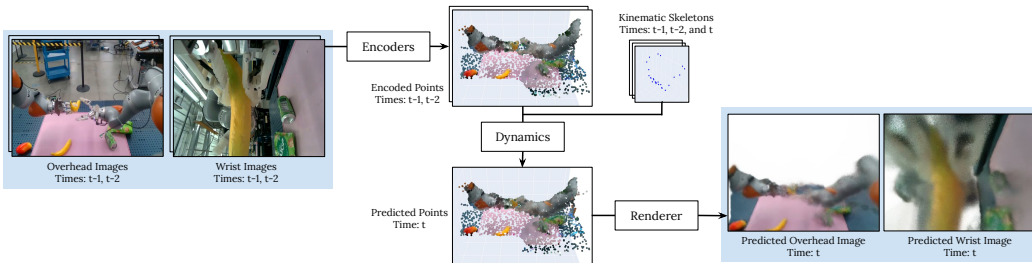 Overhead Images
Times: t-1, t-2
Wrist Images
Times: t-1, t-2
Encoders
Encoded Points
Times: t-1, t-2
Kinematic Skeletons
Times: t-1, t-2, and t
Dynamics
Predicted Points
Time: t
Renderer
Predicted Overhead Image
Time: t
Predicted Wrist Image
Time: t